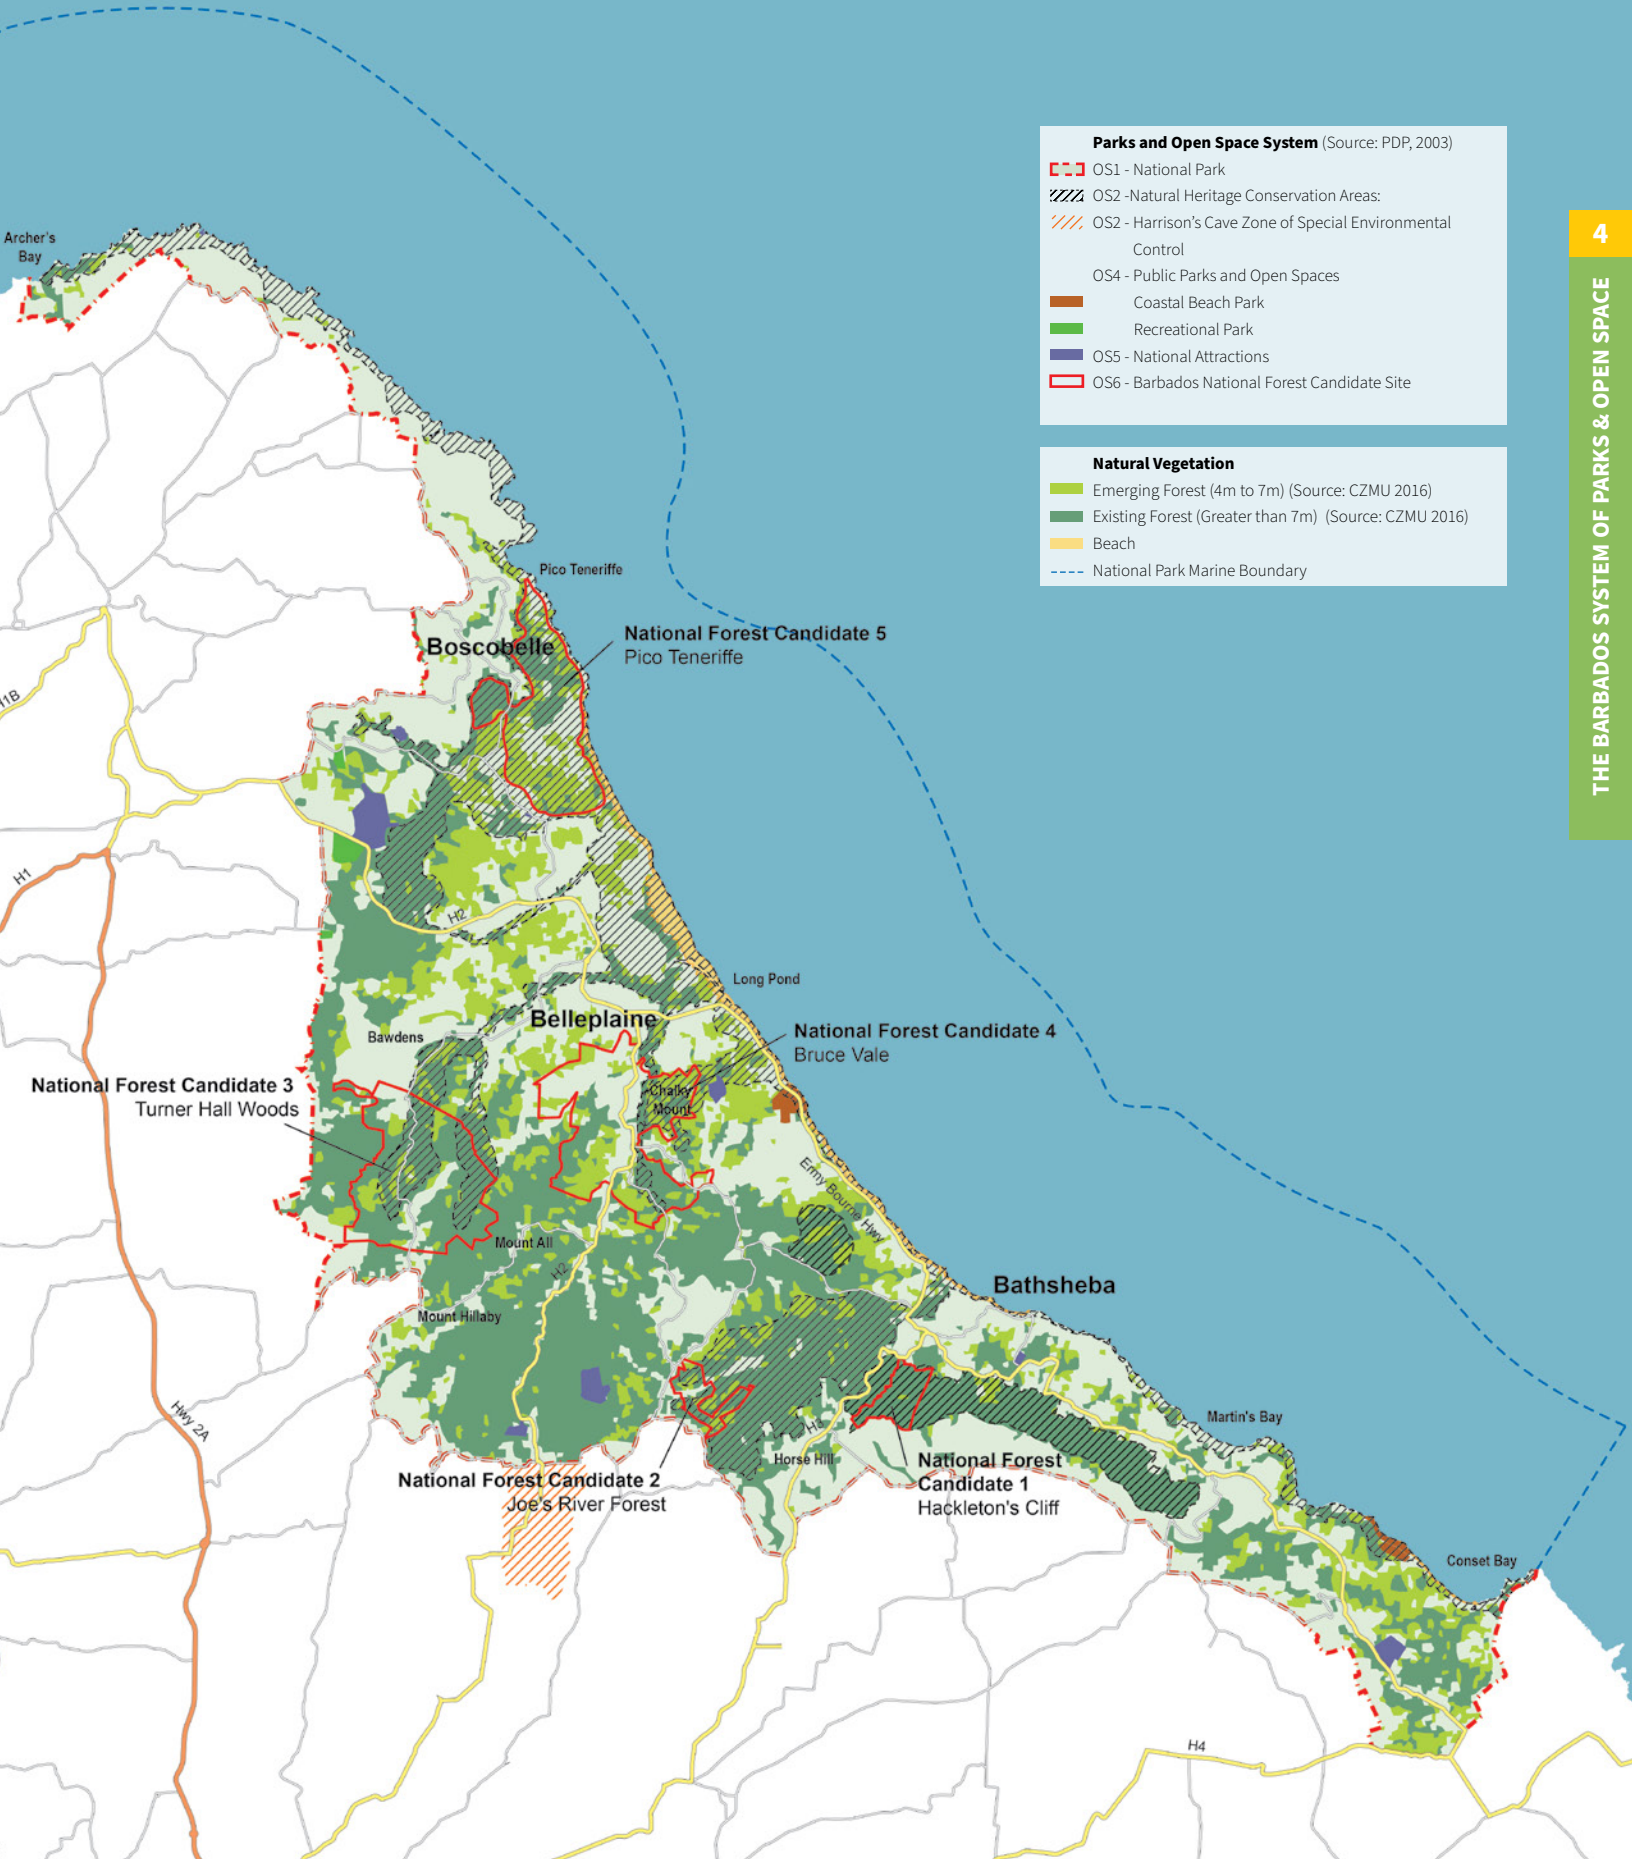 Parks and Open Space System (Source: PDP, 2003)
OS1 - National Park
OS2 -Natural Heritage Conservation Areas:
OS2 - Harrison's Cave Zone of Special Environmental
Control
OS4 - Public Parks and Open Spaces
Coastal Beach Park
Recreational Park
OS5 - National Attractions
OS6 - Barbados National Forest Candidate Site
Natural Vegetation
Emerging Forest (4m to 7m) (Source: CZMU 2016)
Existing Forest (Greater than 7m) (Source: CZMU 2016)
Beach
National Park Marine Boundary
4
THE BARBADOS SYSTEM OF PARKS & OPEN SPACE
Archer's
Bay
Pico Teneriffe
National Forest Candidate 5
Pico Teneriffe
Boscobelle
H1B
H1
H2
Long Pond
Belleplaine
National Forest Candidate 4
Bruce Vale
Bawdens
National Forest Candidate 3
Turner Hall Woods
Chalky
Mount
Ermy Bourne Hwy
Mount All
H2
Bathsheba
Mount Hillaby
Hwy 2A
Martin's Bay
H3
Horse Hill
National Forest
Candidate 1
Hackleton's Cliff
National Forest Candidate 2
Joe's River Forest
Conset Bay
H4